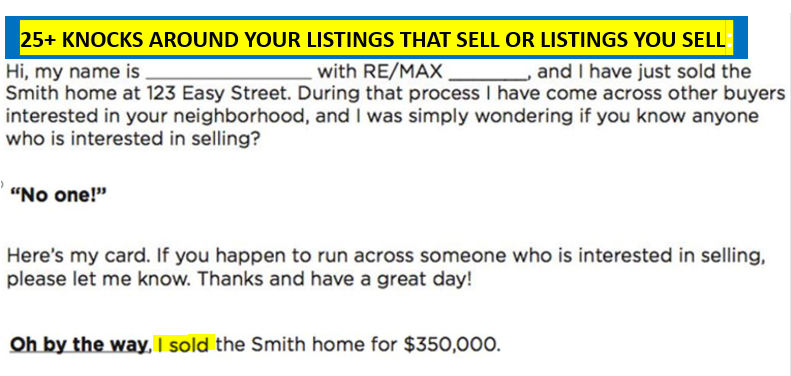 25+ KNOCKS AROUND YOUR LISTINGS THAT SELL OR LISTINGS YOU SELL:
Hi, my name is ________________ with RE/MAX ________, and I have just sold the
Smith home at 123 Easy Street. During that process I have come across other buyers
interested in your neighborhood, and I was simply wondering if you know anyone
who is interested in selling?
“No one!”
Here’s my card. If you happen to run across someone who is interested in selling,
please let me know. Thanks and have a great day!
Oh by the way, I sold the Smith home for $350,000.